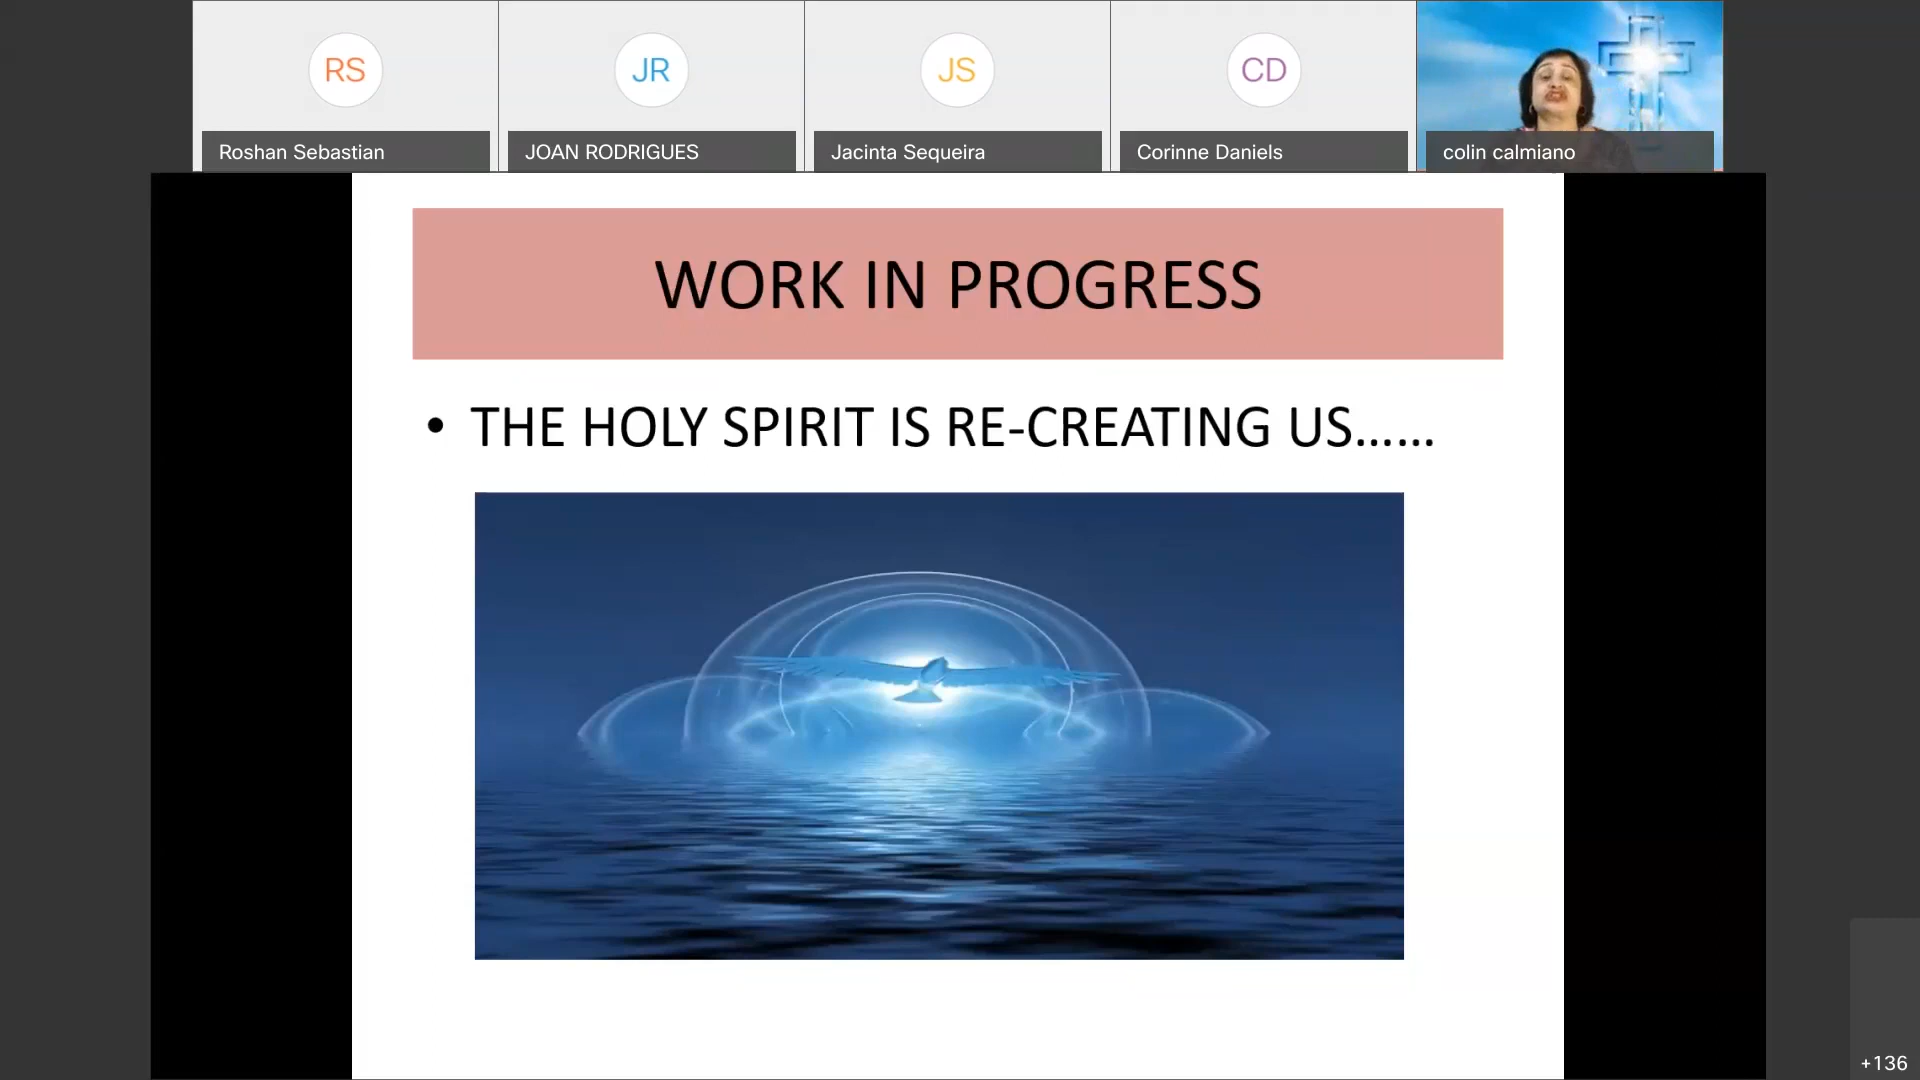 RS
JR
JS
CD
Roshan Sebastian
JOAN RODRIGUES
Jacinta Sequeira
Corinne Daniels
colin calmiano
WORK IN PROGRESS
• THE HOLY SPIRIT IS RE-CREATING US......
+136